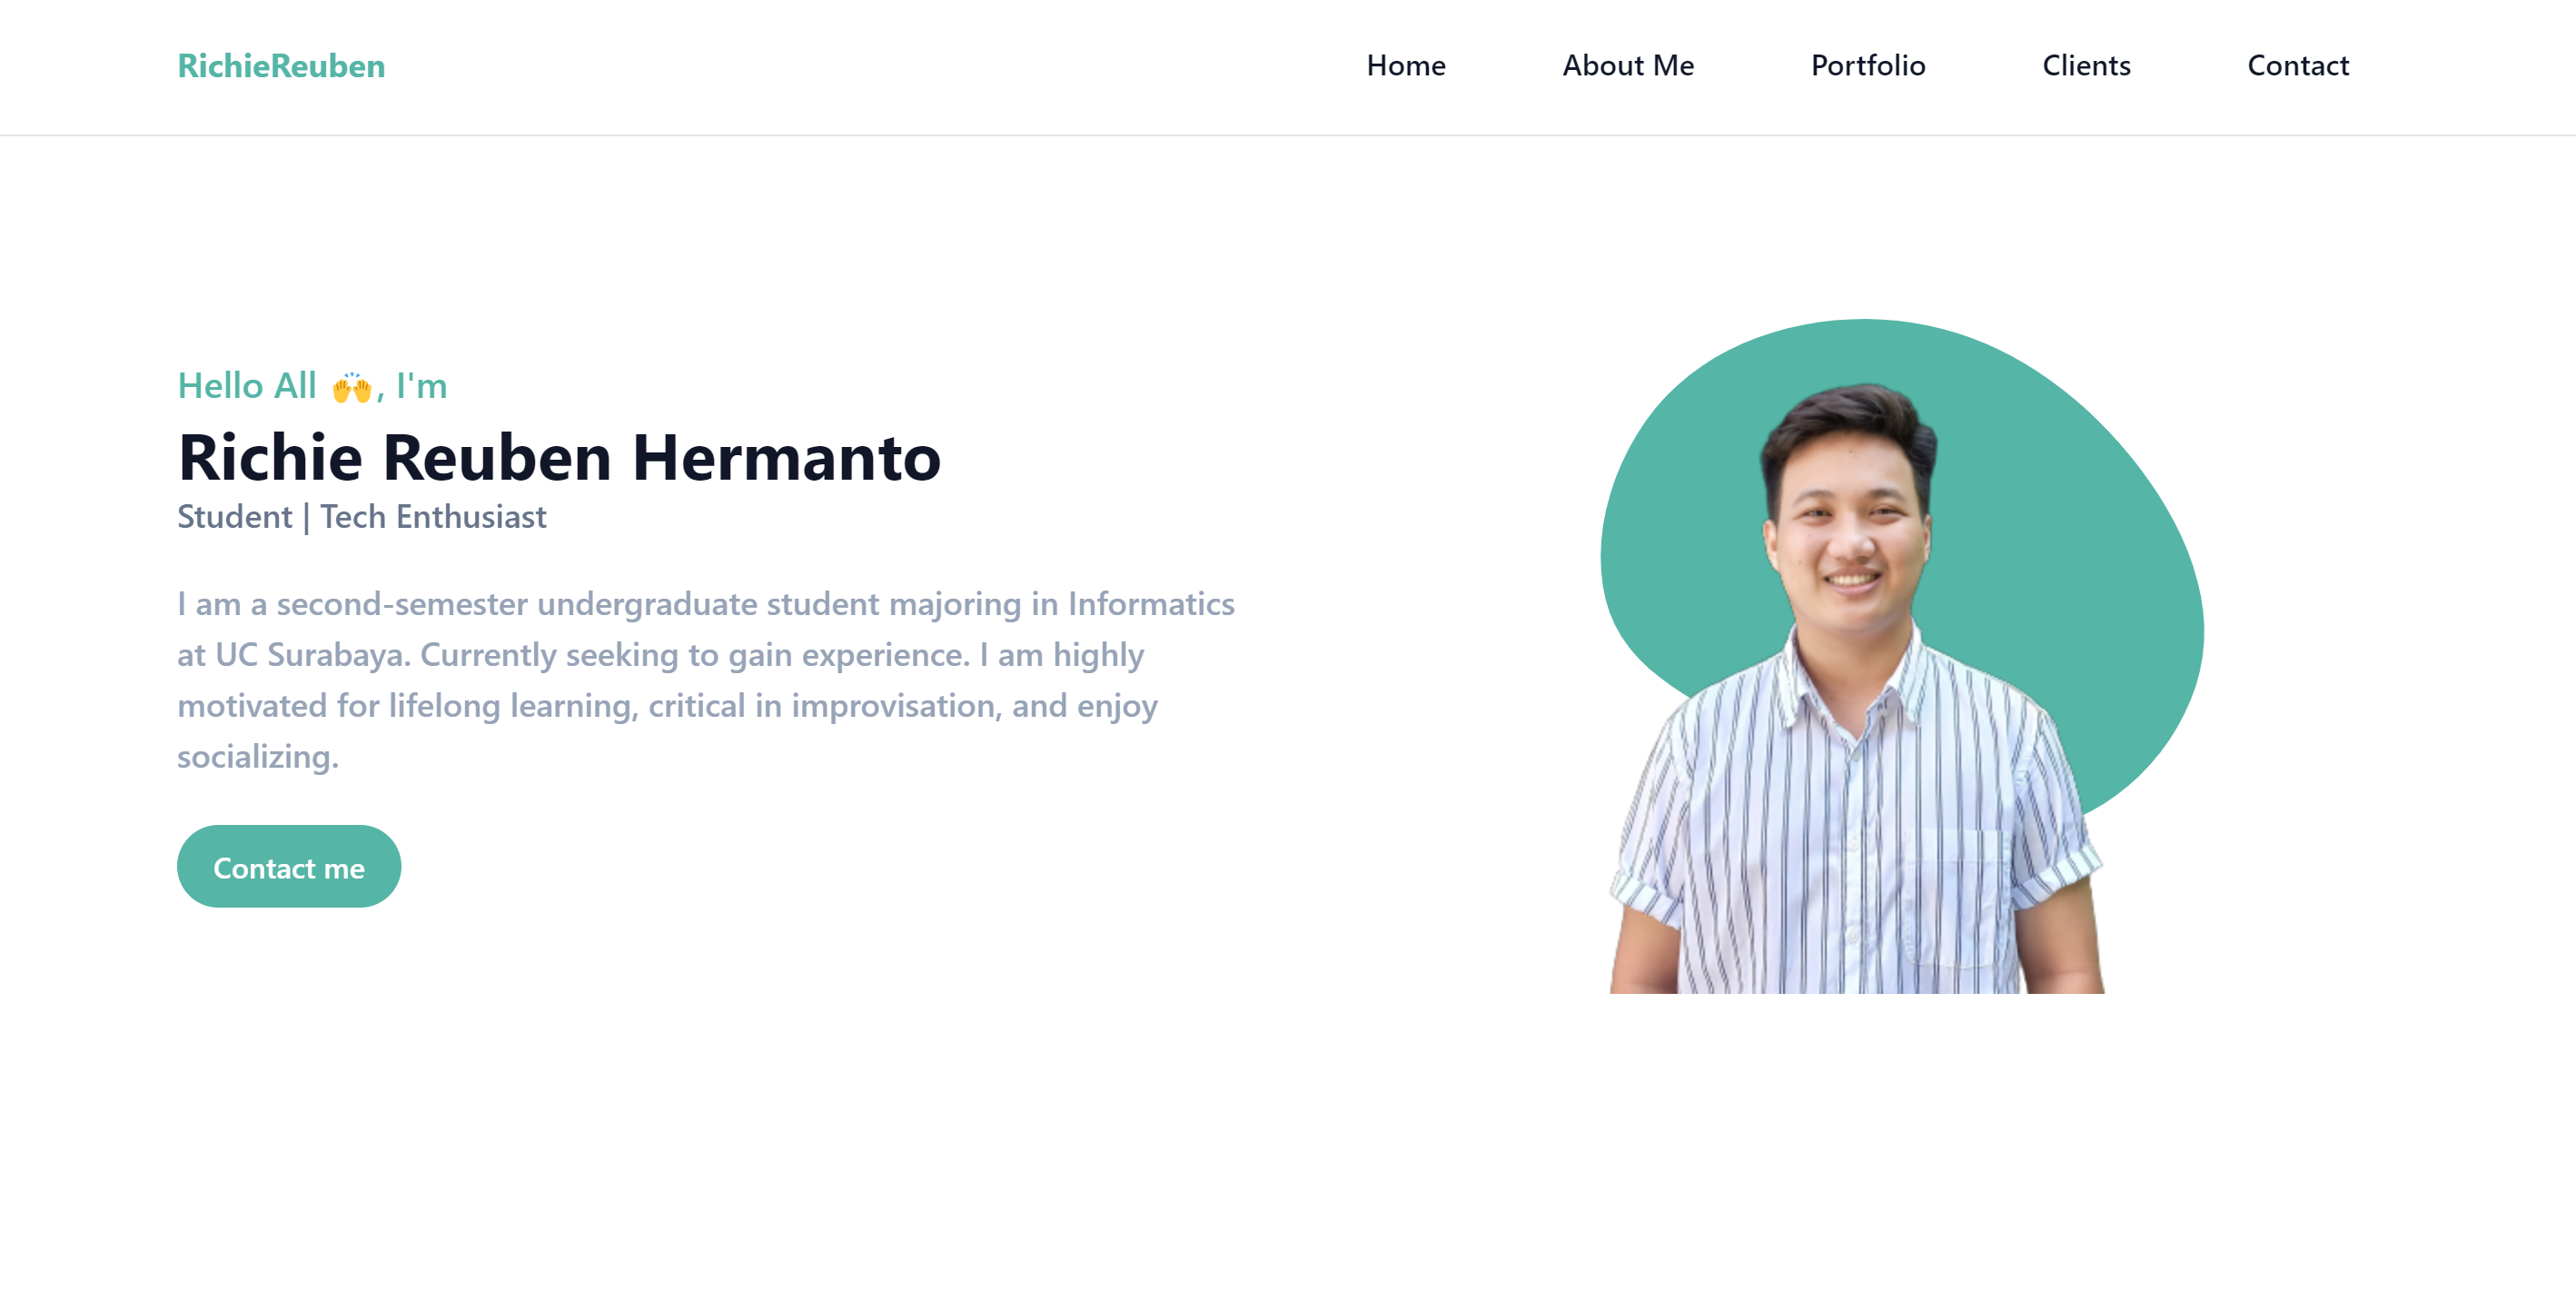 RichieReuben
Home
About Me
Portfolio
Clients
Contact
Hello All 🙌, I'm
Richie Reuben Hermanto
Student | Tech Enthusiast
I am a second-semester undergraduate student majoring in Informatics
at UC Surabaya. Currently seeking to gain experience. I am highly
motivated for lifelong learning, critical in improvisation, and enjoy
socializing.
Contact me